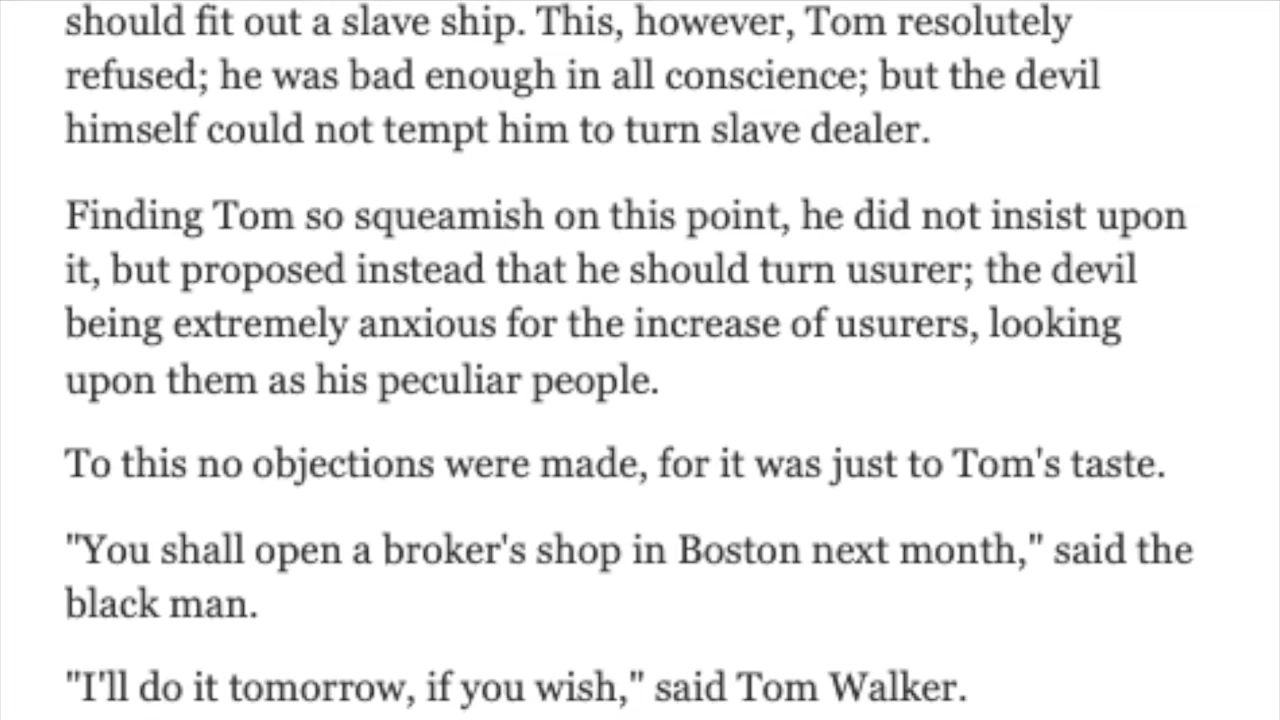 should fit out a slave ship. This, however, Tom resolutely
refused; he was bad enough in all conscience; but the devil
himself could not tempt him to turn slave dealer.
Finding Tom so squeamish on this point, he did not insist upon
it, but proposed instead that he should turn usurer; the devil
being extremely anxious for the increase of usurers, looking
upon them as his peculiar people.
To this no objections were made, for it was just to Tom's taste.
"You shall open a broker's shop in Boston next month," said the
black man.
"I'll do it tomorrow, if you wish," said Tom Walker.